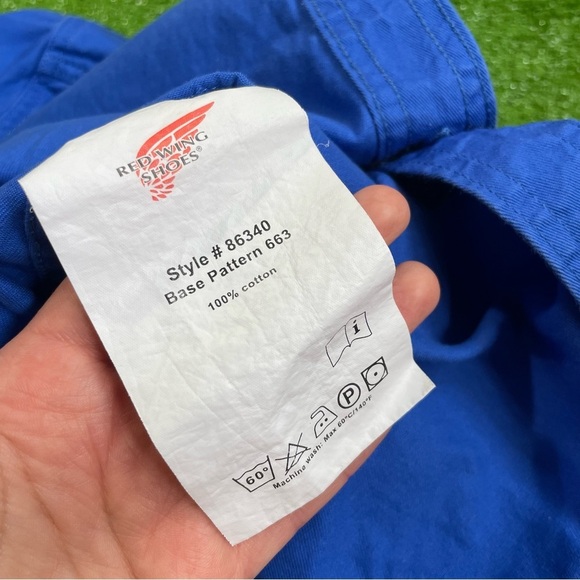 RED WING
SHOES®
Style # 86340
Base Pattern 663
100% cotton
i
60° P
Machine wash: Max 60°C/140°F